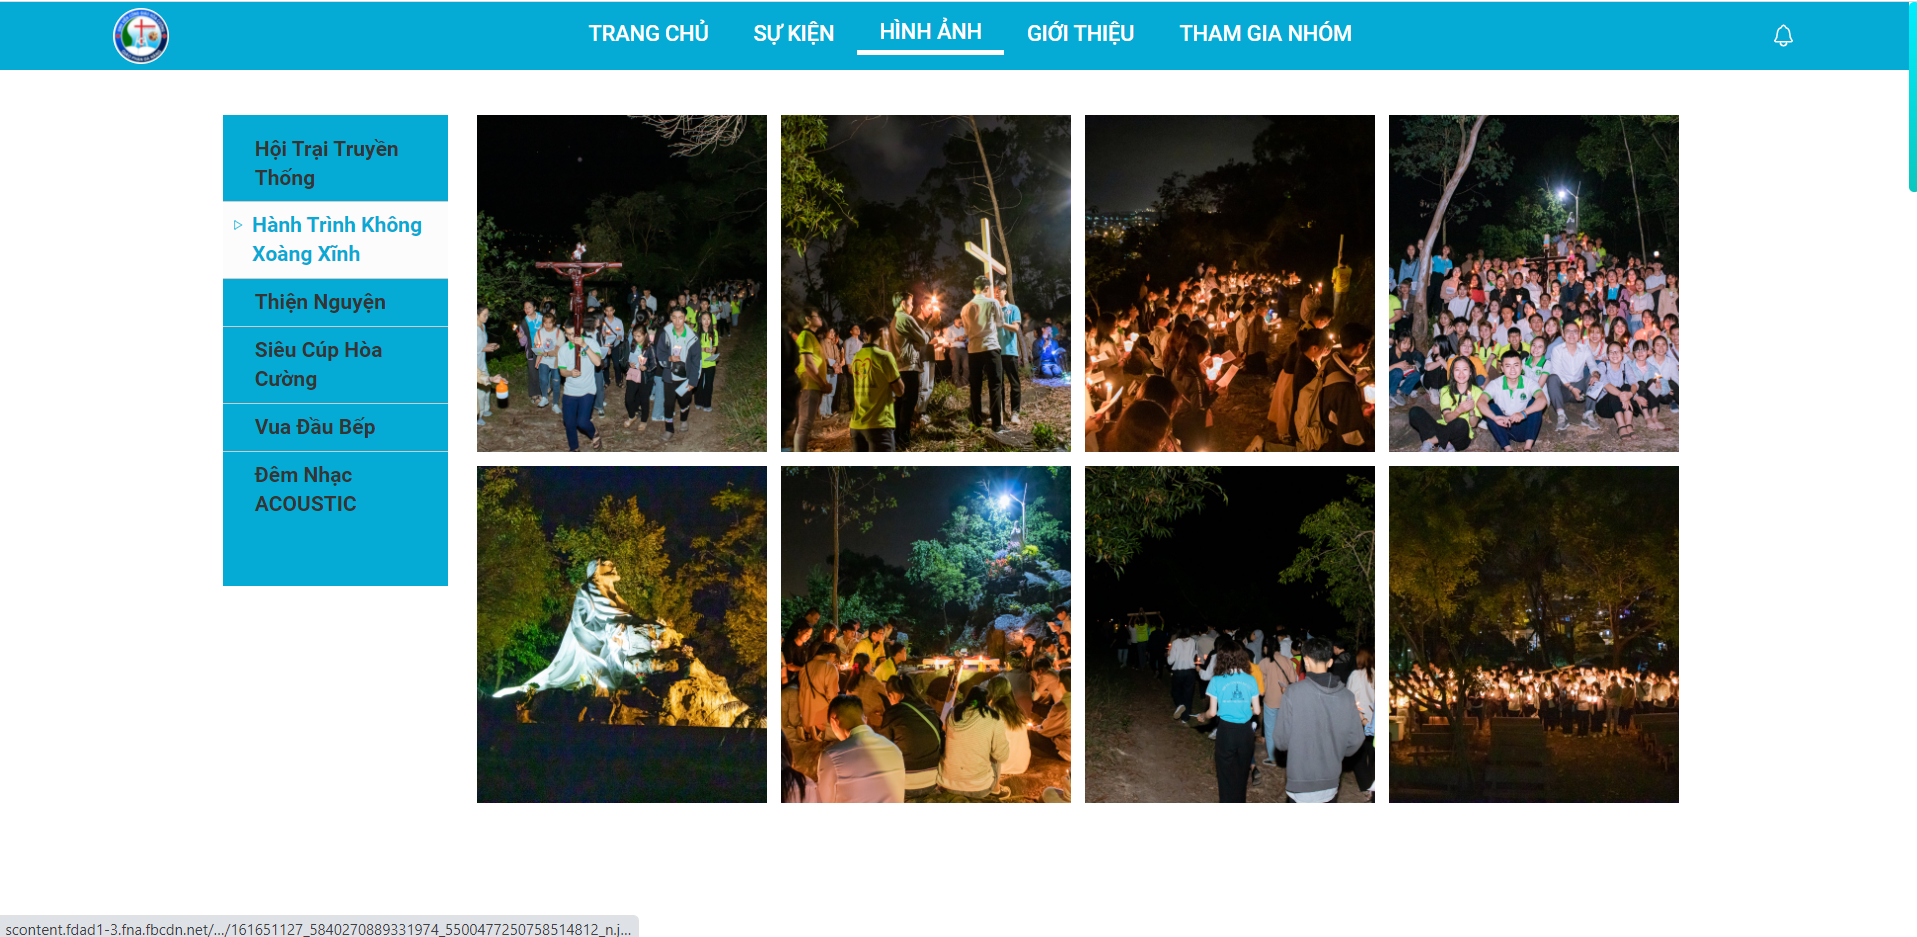 TRANG CHỦ SỰ KIỆN HÌNH ẢNH GIỚI THIỆU THAM GIA NHÓM
Hội Trại Truyền
Thống
Hành Trình Không
Xoàng Xĩnh
Thiện Nguyện
Siêu Cúp Hòa
Cường
Vua Đầu Bếp
Đêm Nhạc
ACOUSTIC
scontent.fdad1-3.fna.fbcdn.net/.../161651127_5840270889331974_5500477250758514812_n.j...